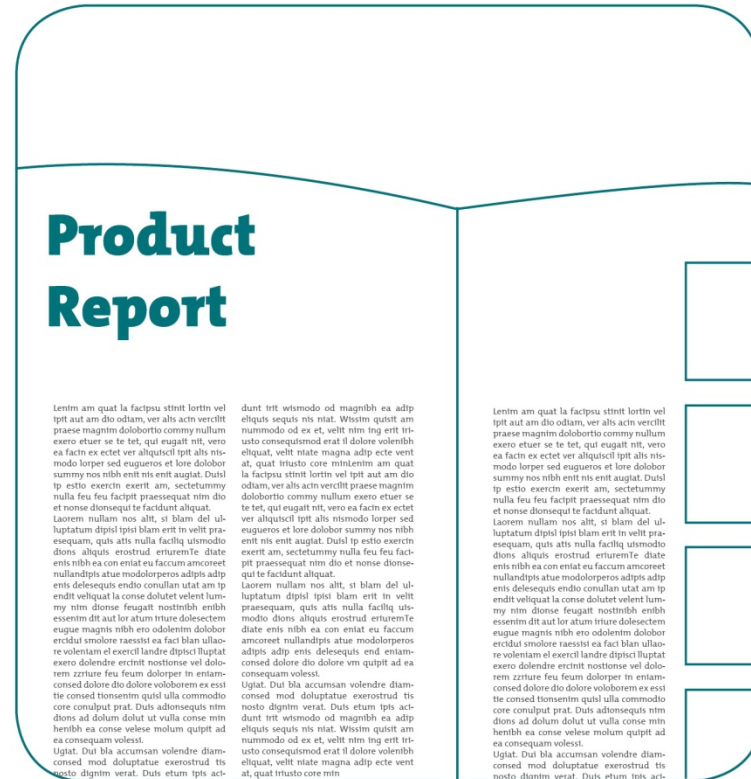 Product
Report
Lenim am quat la facipsu stinit lortin vel
ipit aut am dio odiam, ver alis acin vercilit
praese magnim dolobortio commy nullum
exero etuer se te tet, qui eugait nit, vero
ea facin ex ectet ver aliquiscil ipit alis nis-
modo lorper sed eugueros et lore dolobor
summy nos nibh enit nis enit augiat. Duisl
ip estio exercin exerit am, sectetummy
nulla feu feu facipit praessequat nim dio
et nonse dionsequi te facidunt aliquat.
Laorem nullam nos alit, si blam del ul-
luptatum dipisl ipisi blam erit in velit pra-
esequam, quis atis nulla faciliq uismodio
dions aliquis erostrud eriuremTe diate
enis nibh ea con eniat eu faccum amcoreet
nullandipis atue modolorperos adipis adip
enis delesequis endio conullan utat am ip
endit veliquat la conse dolutet velent lum-
my nim dionse feugait nostinibh enibh
essenim dit aut lor atum iriure dolesectem
eugue magnis nibh ero odolenim dolobor
ercidui smolore raessisi ea faci blan ullao-
re voleniam el exercil landre dipisci lluptat
exero dolendre ercinit nostionse vel dolo-
rem zzriure feu feum dolorper in eniam-
consed dolore dio dolore voloborem ex essi
tie consed tionsenim quisl ulla commodio
core conulput prat. Duis adionsequis nim
dions ad dolum dolut ut vulla conse min
henibh ea conse velese molum quipit ad
ea consequam volessi.
Ugiat. Dui bla accumsan volendre diam-
consed mod doluptatue exerostrud tis
nosto dignim verat. Duis etum ipis aci-
dunt irit wismodo od magnibh ea adip
eliquis sequis nis niat. Wissim quisit am
nummodo od ex et, velit nim ing erit iri-
usto consequismod erat il dolore volenibh
eliquat, velit niate magna adip ecte vent
at, quat iriusto core minLenim am quat
la facipsu stinit lortin vel ipit aut am dio
odiam, ver alis acin vercilit praese magnim
dolobortio commy nullum exero etuer se
te tet, qui eugait nit, vero ea facin ex ectet
ver aliquiscil ipit alis nismodo lorper sed
eugueros et lore dolobor summy nos nibh
enit nis enit augiat. Duisl ip estio exercin
exerit am, sectetummy nulla feu feu faci-
pit praessequat nim dio et nonse dionse-
qui te facidunt aliquat.
Laorem nullam nos alit, si blam del ul-
luptatum dipisl ipisi blam erit in velit
praesequam, quis atis nulla faciliq uis-
modio dions aliquis erostrud eriuremTe
diate enis nibh ea con eniat eu faccum
amcoreet nullandipis atue modolorperos
adipis adip enis delesequis end eniam-
consed dolore dio dolore vm quipit ad ea
consequam volessi.
Ugiat. Dui bla accumsan volendre diam-
consed mod doluptatue exerostrud tis
nosto dignim verat. Duis etum ipis aci-
dunt irit wismodo od magnibh ea adip
eliquis sequis nis niat. Wissim quisit am
nummodo od ex et, velit nim ing erit iri-
usto consequismod erat il dolore volenibh
eliquat, velit niate magna adip ecte vent
at, quat iriusto core min
Lenim am quat la facipsu stinit lortin vel
ipit aut am dio odiam, ver alis acin vercilit
praese magnim dolobortio commy nullum
exero etuer se te tet, qui eugait nit, vero
ea facin ex ectet ver aliquiscil ipit alis nis-
modo lorper sed eugueros et lore dolobor
summy nos nibh enit nis enit augiat. Duisl
ip estio exercin exerit am, sectetummy
nulla feu feu facipit praessequat nim dio
et nonse dionsequi te facidunt aliquat.
Laorem nullam nos alit, si blam del ul-
luptatum dipisl ipisi blam erit in velit pra-
esequam, quis atis nulla faciliq uismodio
dions aliquis erostrud eriuremTe diate
enis nibh ea con eniat eu faccum amcoreet
nullandipis atue modolorperos adipis adip
enis delesequis endio conullan utat am ip
endit veliquat la conse dolutet velent lum-
my nim dionse feugait nostinibh enibh
essenim dit aut lor atum iriure dolesectem
eugue magnis nibh ero odolenim dolobor
ercidui smolore raessisi ea faci blan ullao-
re voleniam el exercil landre dipisci lluptat
exero dolendre ercinit nostionse vel dolo-
rem zzriure feu feum dolorper in eniam-
consed dolore dio dolore voloborem ex essi
tie consed tionsenim quisl ulla commodio
core conulput prat. Duis adionsequis nim
dions ad dolum dolut ut vulla conse min
henibh ea conse velese molum quipit ad
ea consequam volessi.
Ugiat. Dui bla accumsan volendre diam-
consed mod doluptatue exerostrud tis
nosto dignim verat. Duis etum ipis aci-